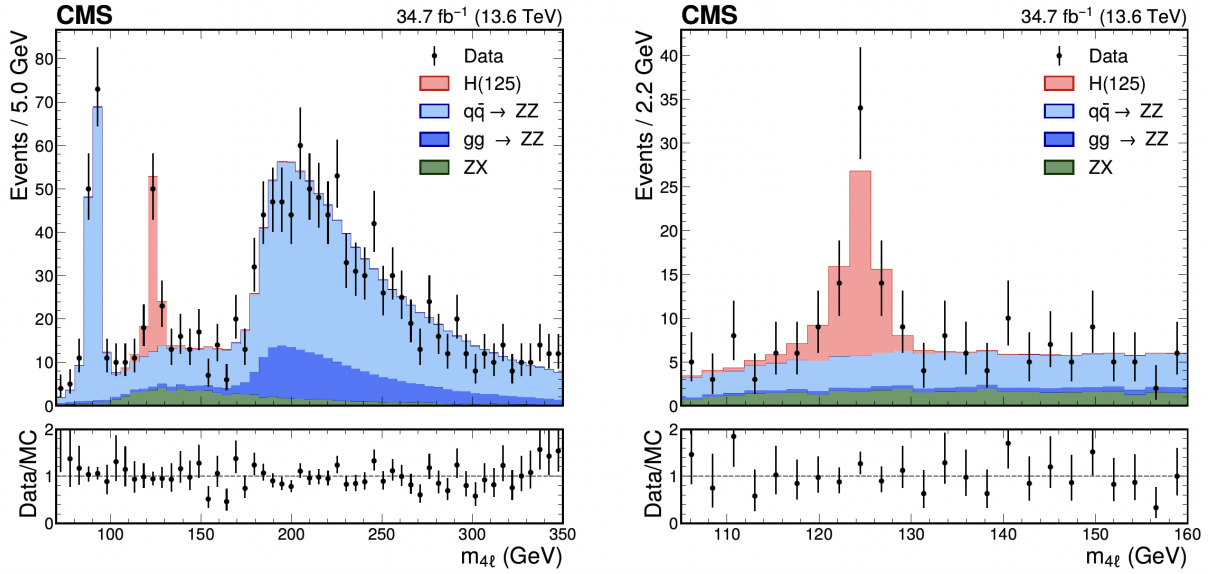 CMS 34.7 fb⁻¹ (13.6 TeV)
Events / 5.0 GeV
80
70
60
50
40
30
20
10
0
Data
H(125)
qq̄ → ZZ
gg → ZZ
ZX
Data/MC
2
1
0
100 150 200 250 300 350
m₄ℓ (GeV)
CMS 34.7 fb⁻¹ (13.6 TeV)
Events / 2.2 GeV
40
35
30
25
20
15
10
5
0
Data
H(125)
qq̄ → ZZ
gg → ZZ
ZX
Data/MC
2
1
0
110 120 130 140 150 160
m₄ℓ (GeV)